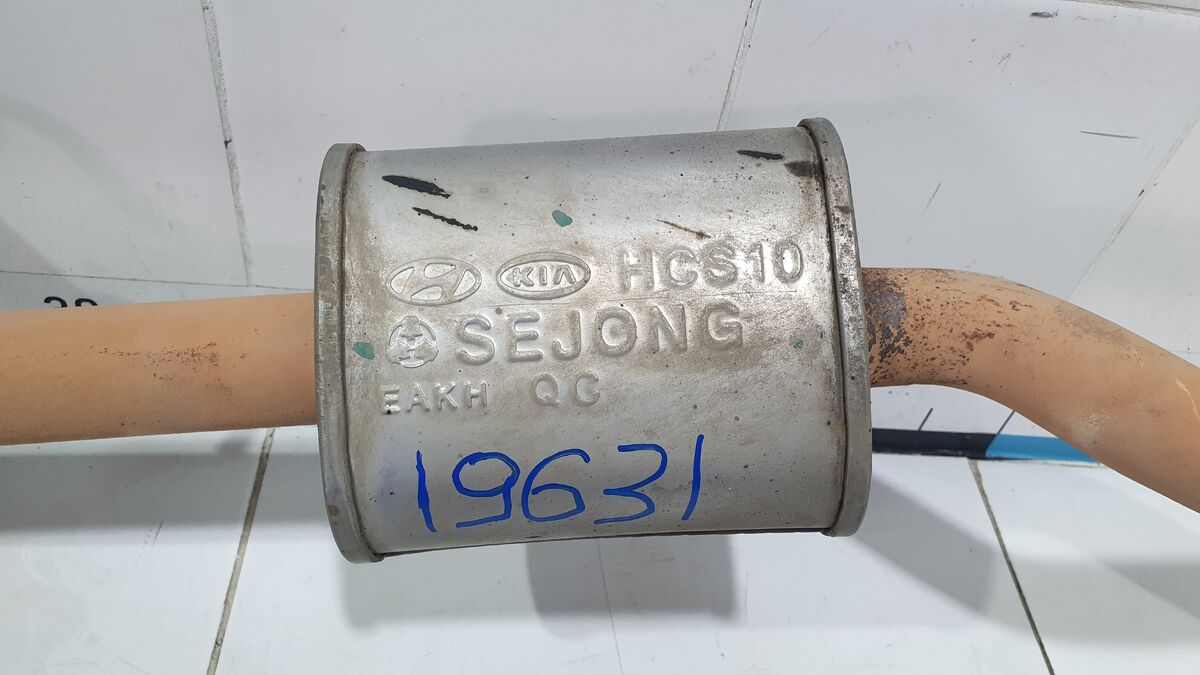 KIA HCS10
SEJONG
EAKH QC
19631